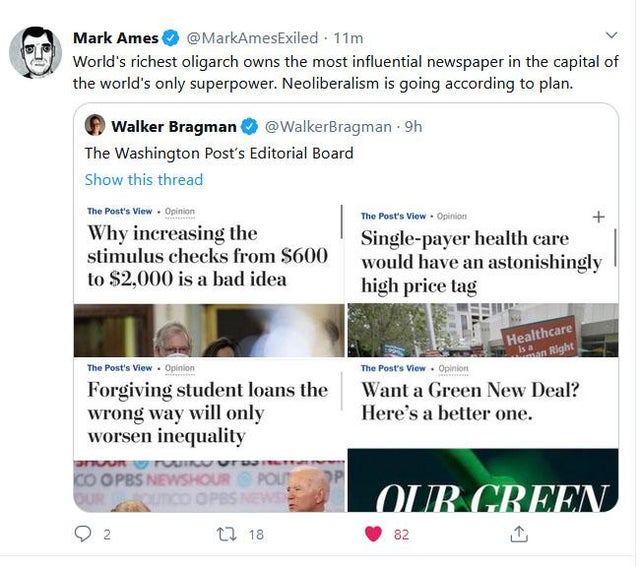 Mark Ames @MarkAmesExiled · 11m
World's richest oligarch owns the most influential newspaper in the capital of
the world's only superpower. Neoliberalism is going according to plan.
Walker Bragman @WalkerBragman · 9h
The Washington Post's Editorial Board
Show this thread
The Post's View • Opinion
Why increasing the
stimulus checks from $600
to $2,000 is a bad idea
The Post's View • Opinion
Single-payer health care
would have an astonishingly
high price tag
Healthcare
is a
Right
The Post's View • Opinion
Forgiving student loans the
wrong way will only
worsen inequality
PBS NEWSHOUR
PBS NEWS
The Post's View • Opinion
Want a Green New Deal?
Here's a better one.
OUR GREEN
2 18 82